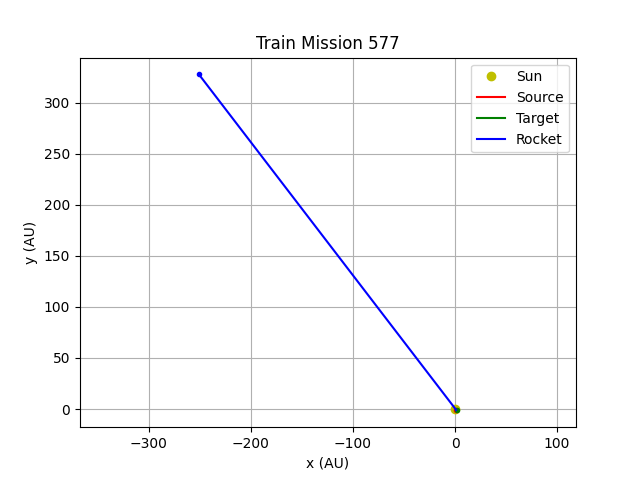 Train Mission 577
Sun
Source
Target
Rocket
300
250
200
150
100
50
0
y (AU)
−300
−200
−100
0
100
x (AU)